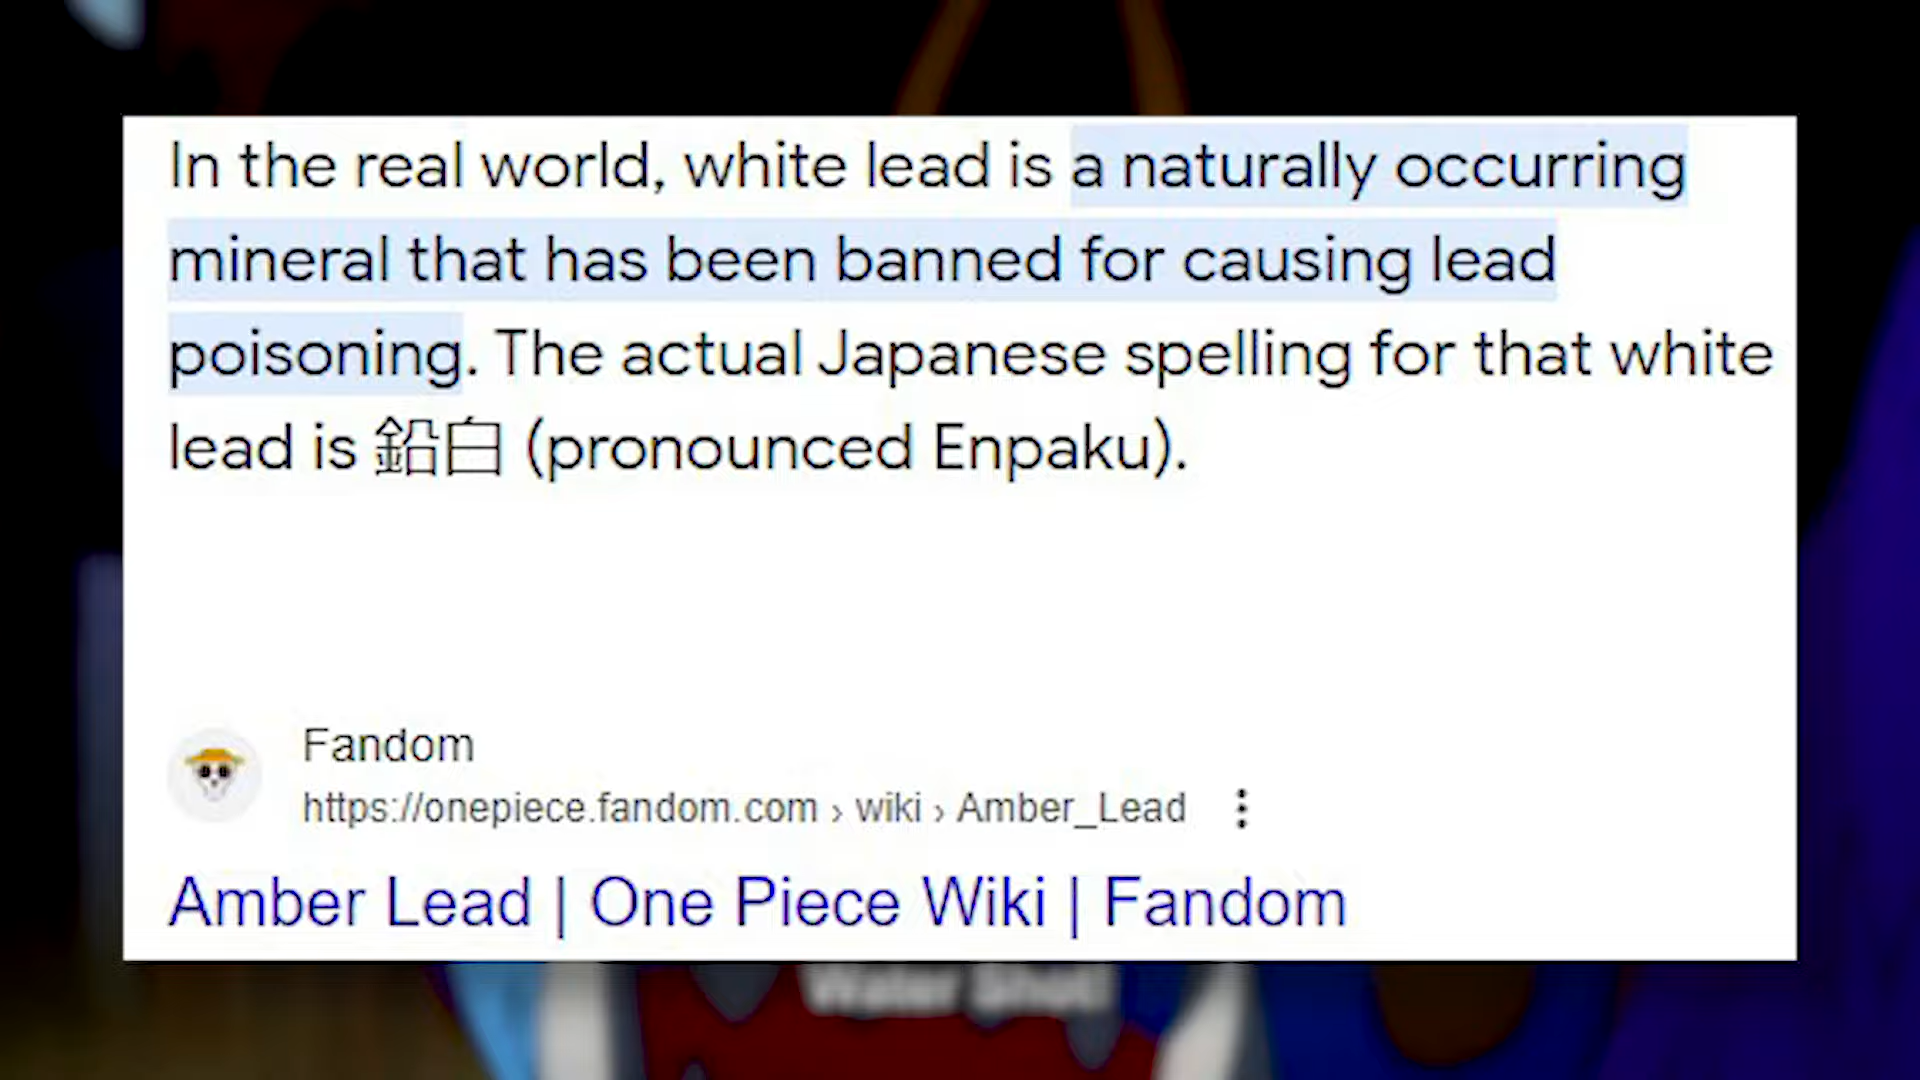 In the real world, white lead is a naturally occurring
mineral that has been banned for causing lead
poisoning. The actual Japanese spelling for that white
lead is 鉛白 (pronounced Enpaku).
Fandom
https://onepiece.fandom.com › wiki › Amber_Lead
Amber Lead | One Piece Wiki | Fandom
Water Shot!